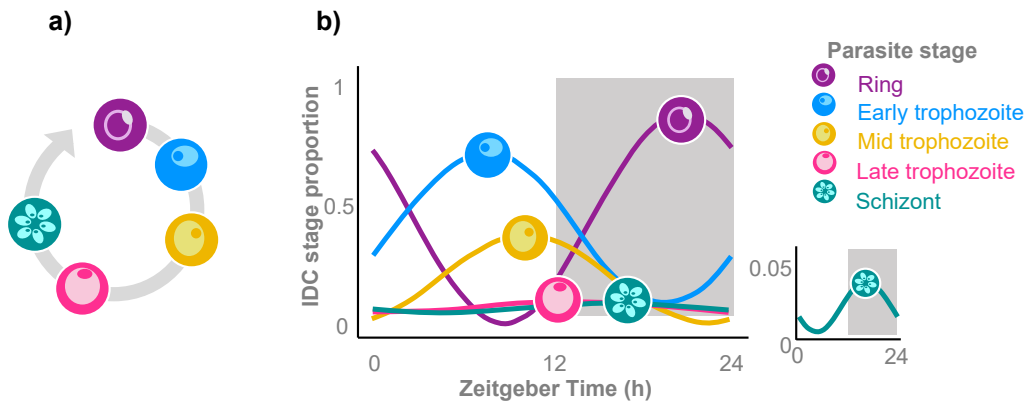 a)
b)
IDC stage proportion
1
0.5
0
0
12
24
Zeitgeber Time (h)
Parasite stage
Ring
Early trophozoite
Mid trophozoite
Late trophozoite
Schizont
0.05
0
0
24